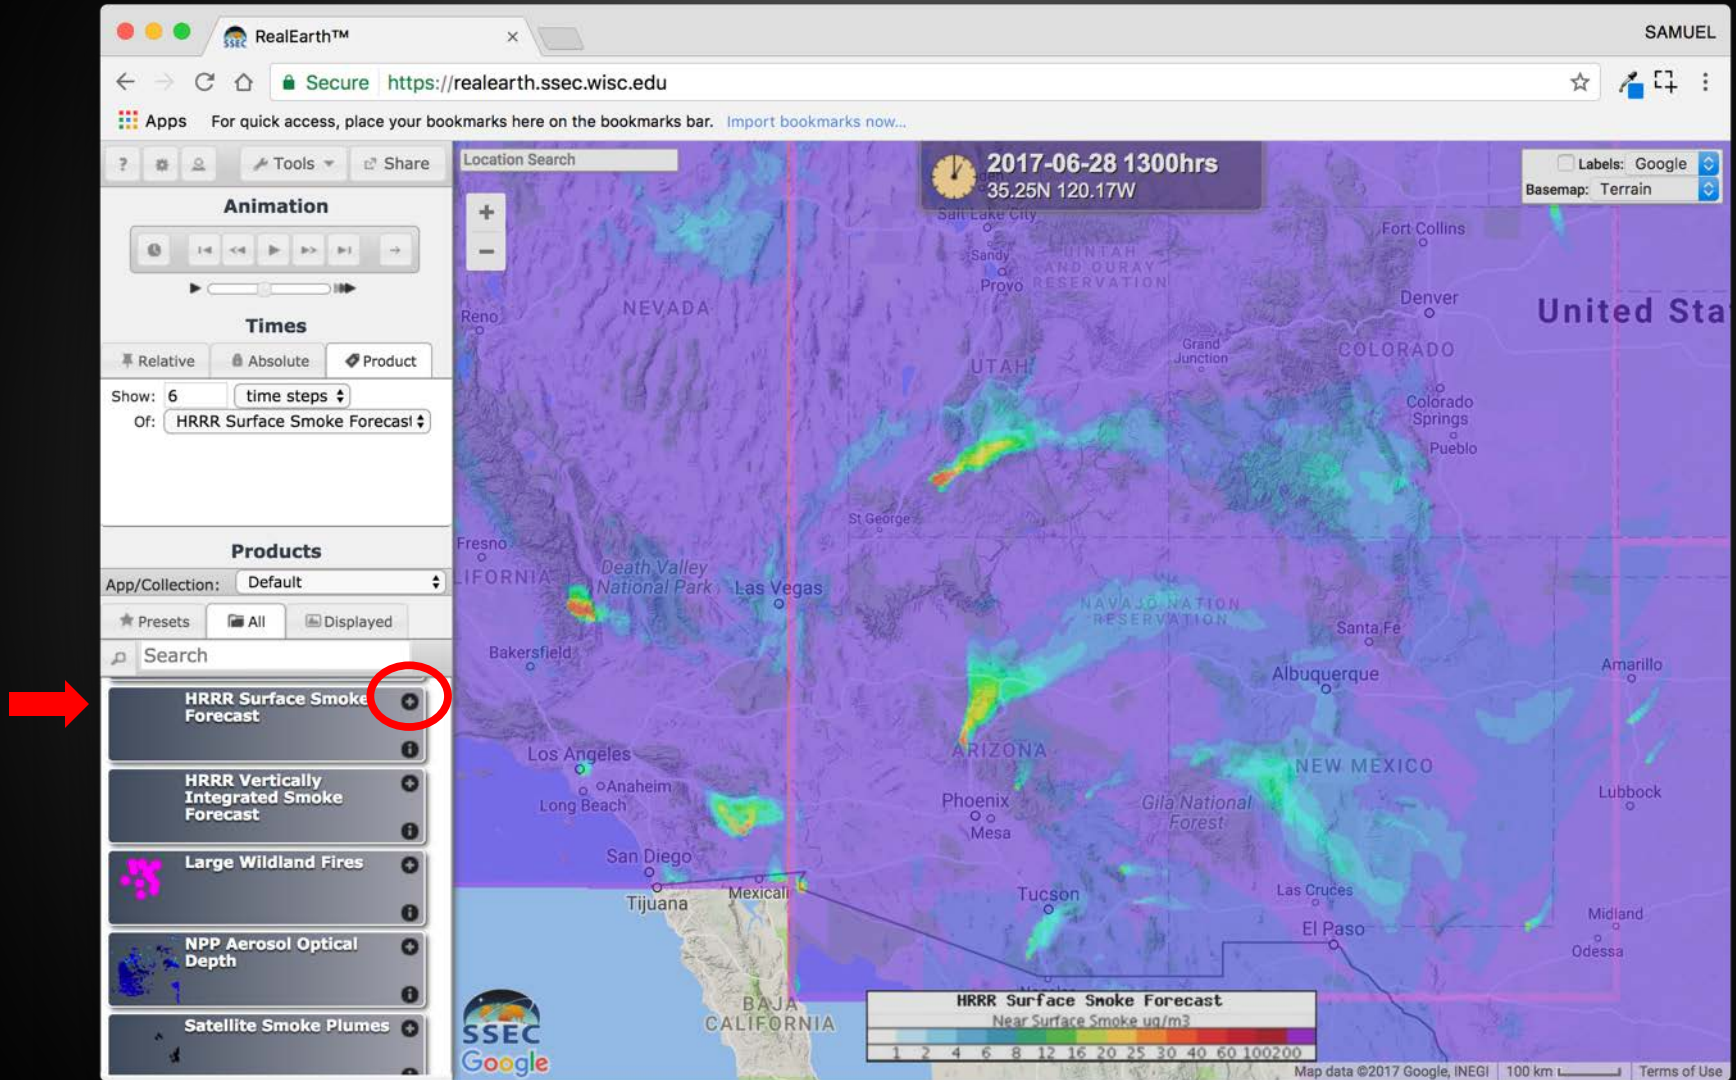 RealEarth™
SAMUEL
Secure https://realearth.ssec.wisc.edu
Apps For quick access, place your bookmarks here on the bookmarks bar. Import bookmarks now...
? Tools Share
Animation
Times
Relative Absolute Product
Show: 6 time steps
Of: HRRR Surface Smoke Forecast
Products
App/Collection: Default
Presets All Displayed
Search
HRRR Surface Smoke
Forecast
HRRR Vertically
Integrated Smoke
Forecast
Large Wildland Fires
NPP Aerosol Optical
Depth
Satellite Smoke Plumes
Location Search
2017-06-28 1300hrs
35.25N 120.17W
Labels: Google
Basemap: Terrain
Salt Lake City
Fort Collins
Sandy
UINTAH
AND OURAY
RESERVATION
Provo
Reno
NEVADA
Denver
United Sta
Grand
Junction
COLORADO
UTAH
Colorado
Springs
Pueblo
St George
Fresno
LIFORNIA
Death Valley
National Park
Las Vegas
NAVAJO NATION
RESERVATION
Santa Fe
Bakersfield
Albuquerque
Amarillo
Los Angeles
ARIZONA
NEW MEXICO
Anaheim
Long Beach
Phoenix
Mesa
Gila National
Forest
Lubbock
San Diego
Tijuana
Mexicali
Tucson
Las Cruces
El Paso
Midland
Odessa
BAJA
CALIFORNIA
SSEC
Google
HRRR Surface Smoke Forecast
Near Surface Smoke ug/m3
1 2 4 6 8 12 16 20 25 30 40 60 100200
Map data ©2017 Google, INEGI 100 km Terms of Use